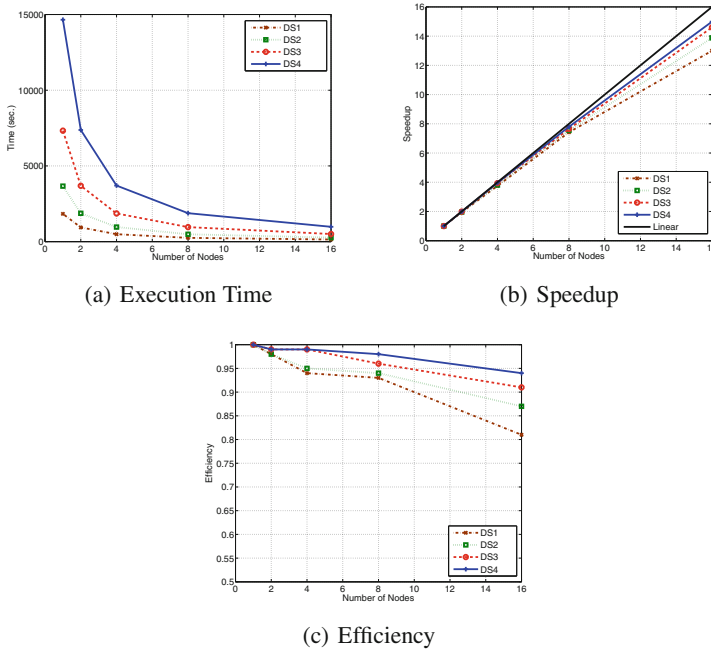 15000
10000
5000
0
0
2
4
6
8
10
12
14
16
Time (sec.)
Number of Nodes
DS1
DS2
DS3
DS4
(a) Execution Time
16
14
12
10
8
6
4
2
0
0
2
4
6
8
10
12
14
16
Speedup
Number of Nodes
DS1
DS2
DS3
DS4
Linear
(b) Speedup
1
0.95
0.9
0.85
0.8
0.75
0.7
0.65
0.6
0.55
0.5
0
2
4
6
8
10
12
14
16
Efficiency
Number of Nodes
DS1
DS2
DS3
DS4
(c) Efficiency